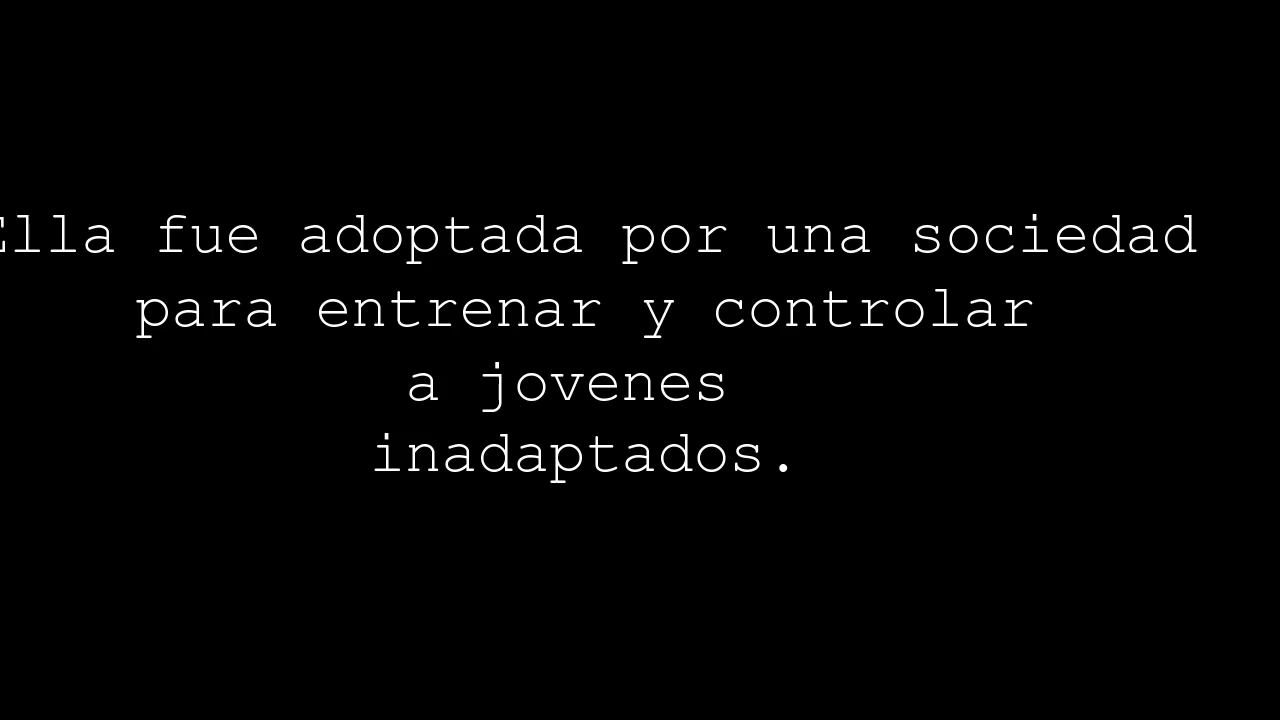 Ella fue adoptada por una sociedad
para entrenar y controlar
a jovenes
inadaptados.